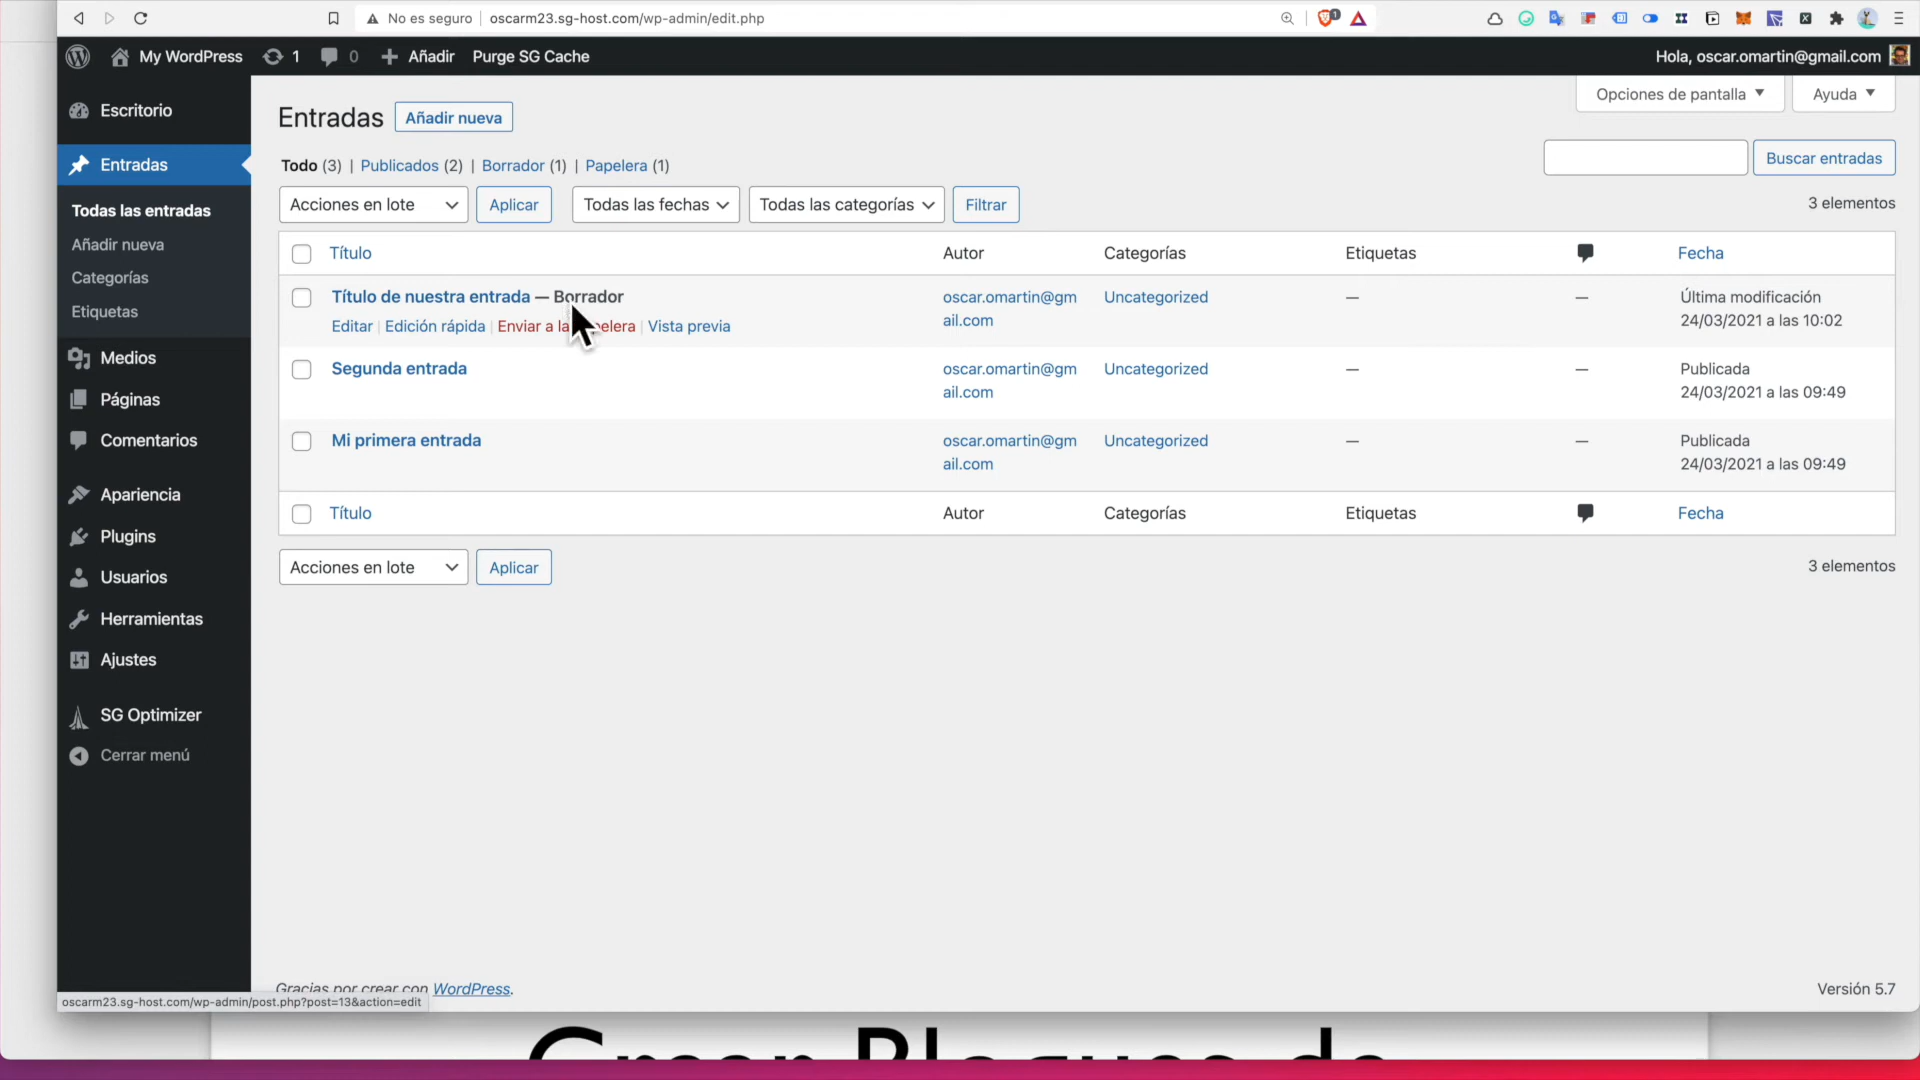 No es seguro oscarm23.sg-host.com/wp-admin/edit.php 1
My WordPress 1 0 Añadir Purge SG Cache Hola, oscar.omartin@gmail.com
Escritorio
Entradas
Todas las entradas
Añadir nueva
Categorías
Etiquetas
Medios
Páginas
Comentarios
Apariencia
Plugins
Usuarios
Herramientas
Ajustes
SG Optimizer
Cerrar menú
Opciones de pantalla Ayuda
Entradas Añadir nueva
Todo (3) | Publicados (2) | Borrador (1) | Papelera (1)
Buscar entradas
Acciones en lote Aplicar Todas las fechas Todas las categorías Filtrar 3 elementos
Título Autor Categorías Etiquetas Fecha
Título de nuestra entrada — Borrador oscar.omartin@gm Uncategorized — — Última modificación
ail.com 24/03/2021 a las 10:02
Editar | Edición rápida | Enviar a la papelera | Vista previa
Segunda entrada oscar.omartin@gm Uncategorized — — Publicada
ail.com 24/03/2021 a las 09:49
Mi primera entrada oscar.omartin@gm Uncategorized — — Publicada
ail.com 24/03/2021 a las 09:49
Título Autor Categorías Etiquetas Fecha
Acciones en lote Aplicar 3 elementos
Gracias por crear con WordPress. Versión 5.7
oscarm23.sg-host.com/wp-admin/post.php?post=13&action=edit
Crear Bloques de